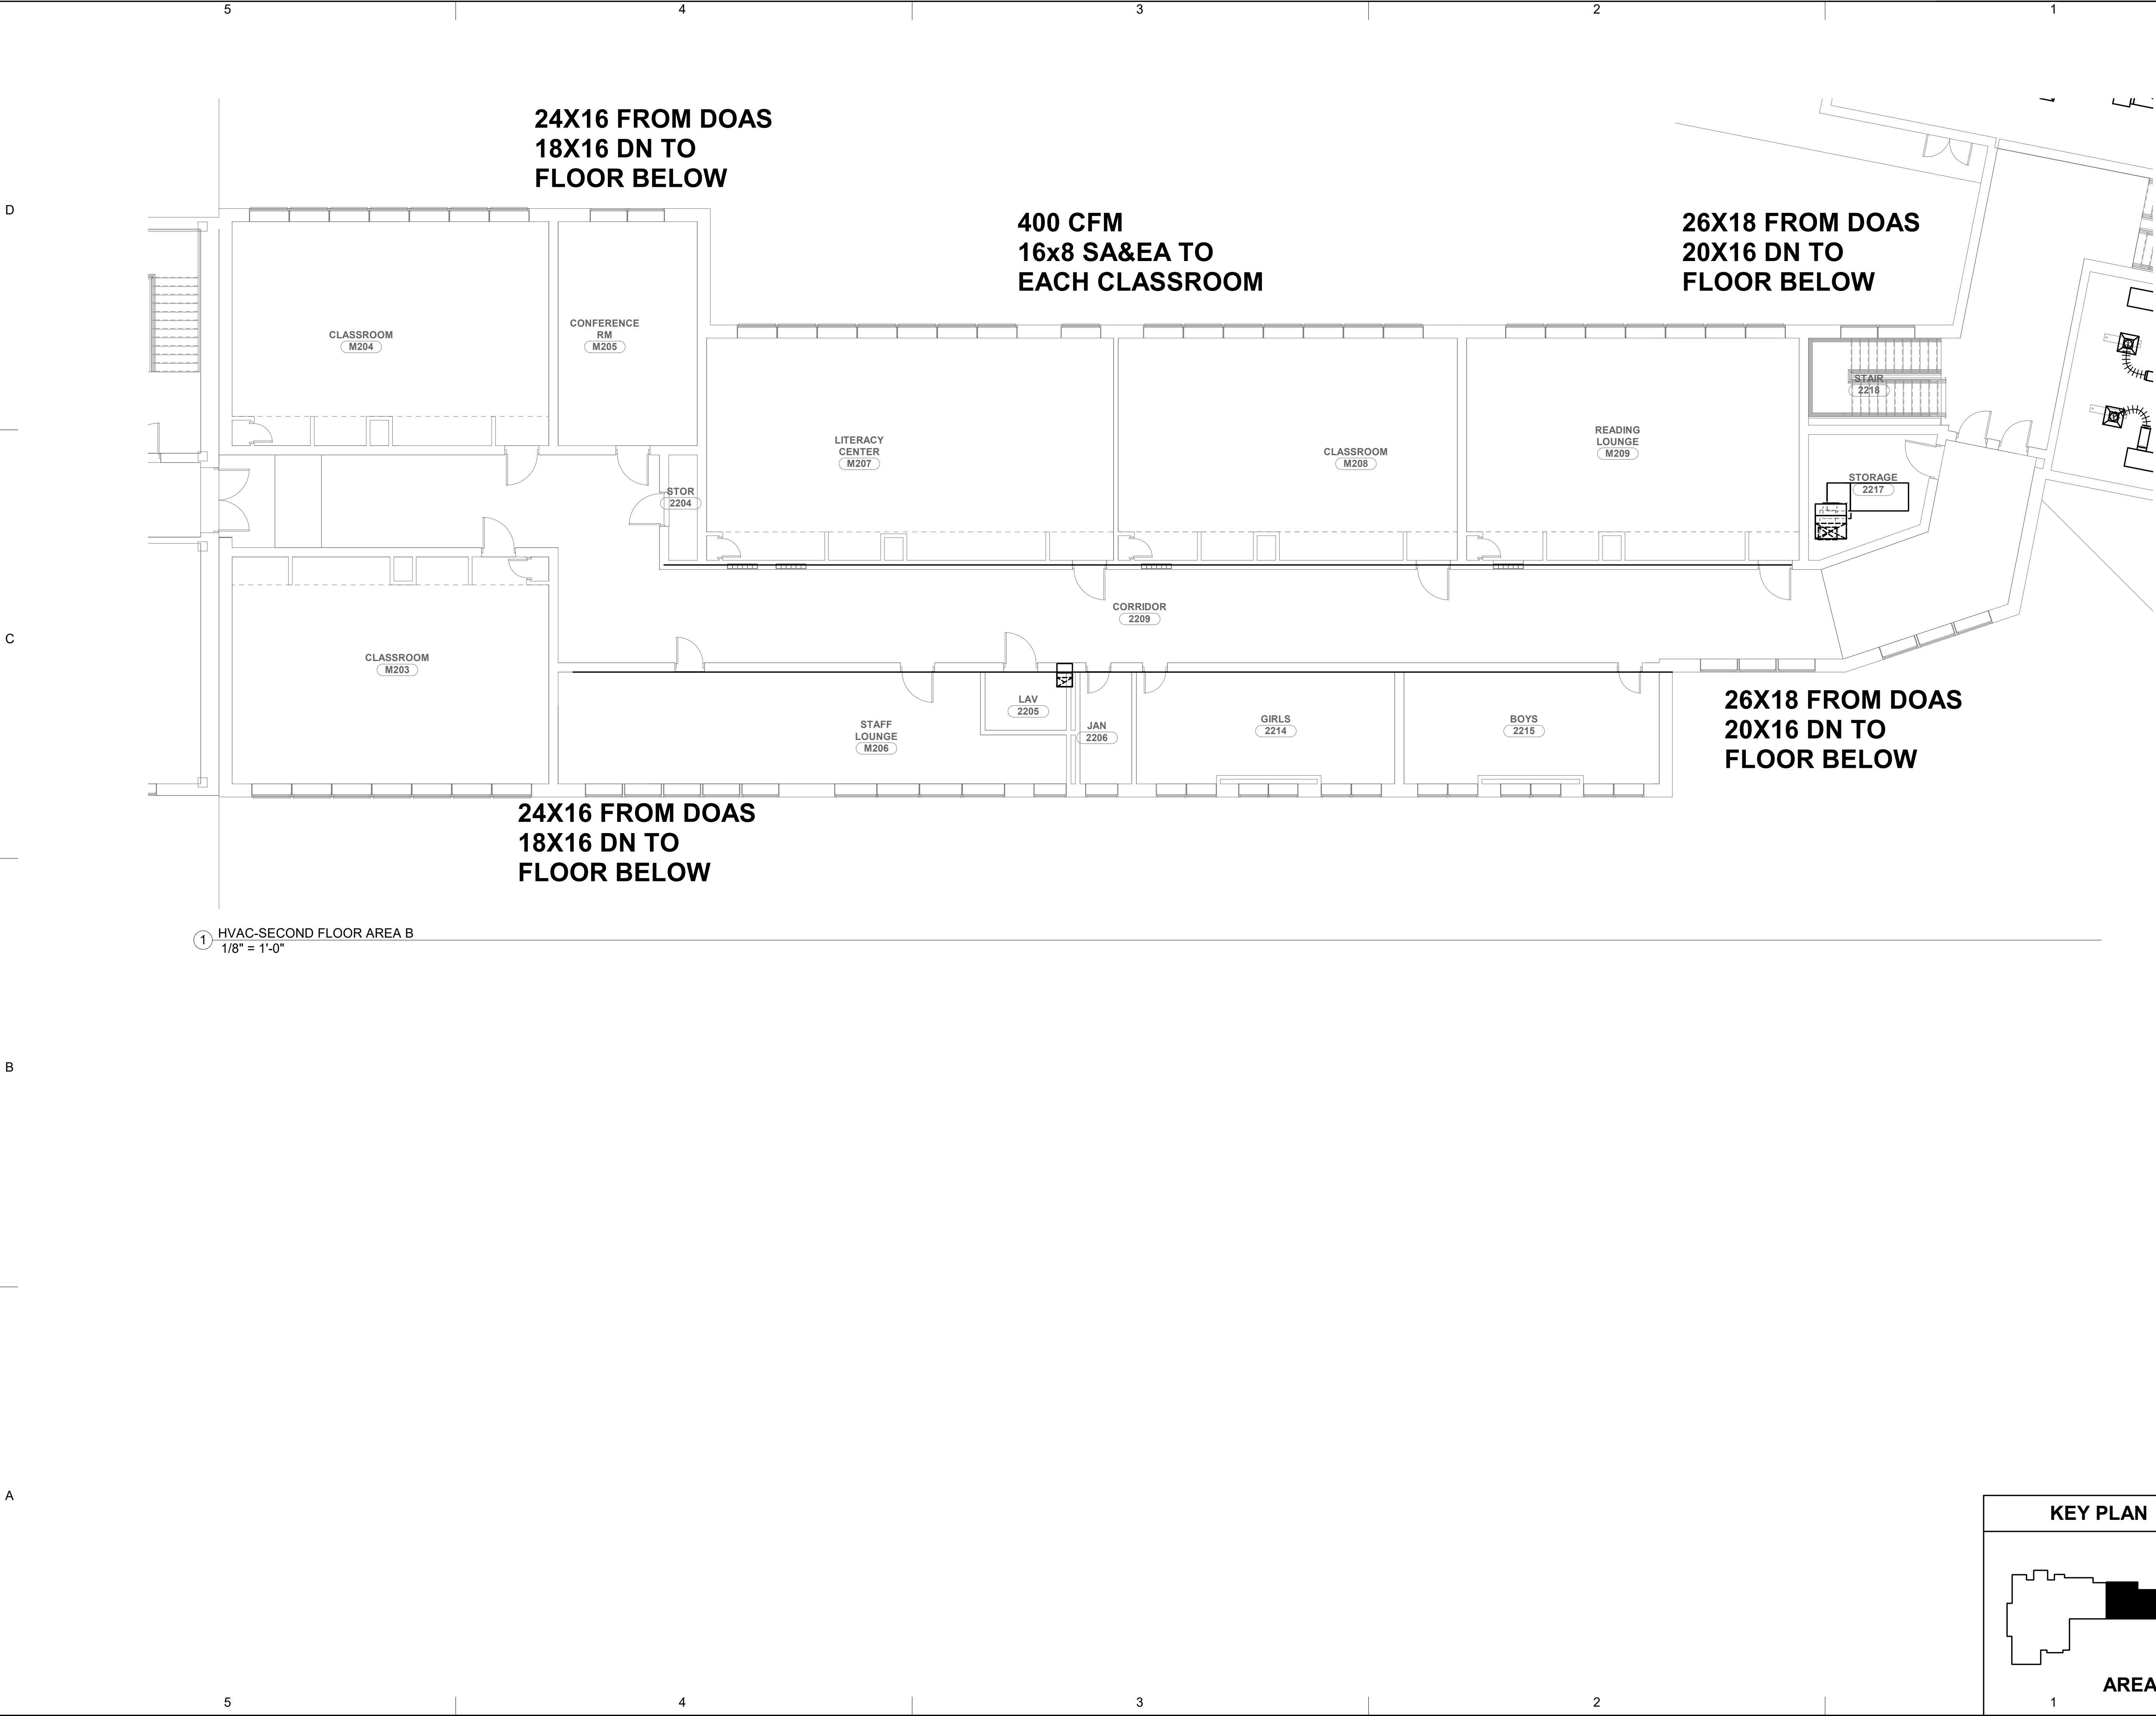 5 4 3 2 1
24X16 FROM DOAS
18X16 DN TO
FLOOR BELOW
D
400 CFM
16x8 SA&EA TO
EACH CLASSROOM
26X18 FROM DOAS
20X16 DN TO
FLOOR BELOW
CLASSROOM
M204
CONFERENCE
RM
M205
STAIR
2218
LITERACY
CENTER
M207
CLASSROOM
M208
READING
LOUNGE
M209
STORAGE
2217
STOR
2204
CORRIDOR
2209
C
CLASSROOM
M203
STAFF
LOUNGE
M206
LAV
2205
JAN
2206
GIRLS
2214
BOYS
2215
26X18 FROM DOAS
20X16 DN TO
FLOOR BELOW
24X16 FROM DOAS
18X16 DN TO
FLOOR BELOW
1 HVAC-SECOND FLOOR AREA B
1/8" = 1'-0"
B
A
KEY PLAN
AREA
5 4 3 2 1